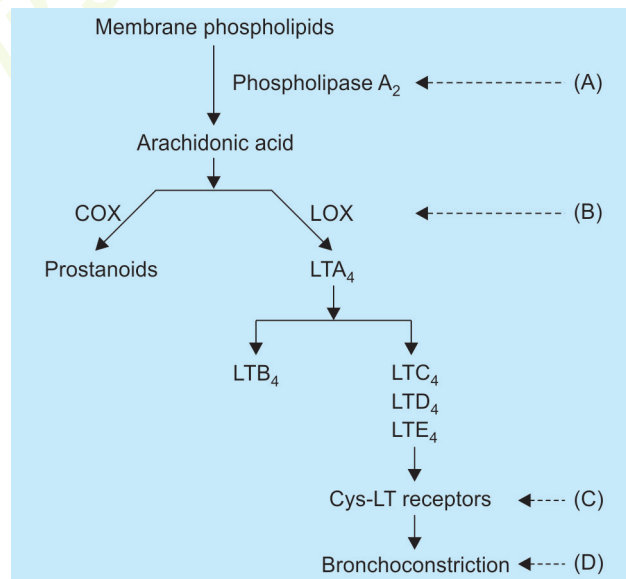 Membrane phospholipids
Phospholipase A₂ (A)
Arachidonic acid
COX LOX (B)
Prostanoids LTA₄
LTB₄ LTC₄
LTD₄
LTE₄
Cys-LT receptors (C)
Bronchoconstriction (D)